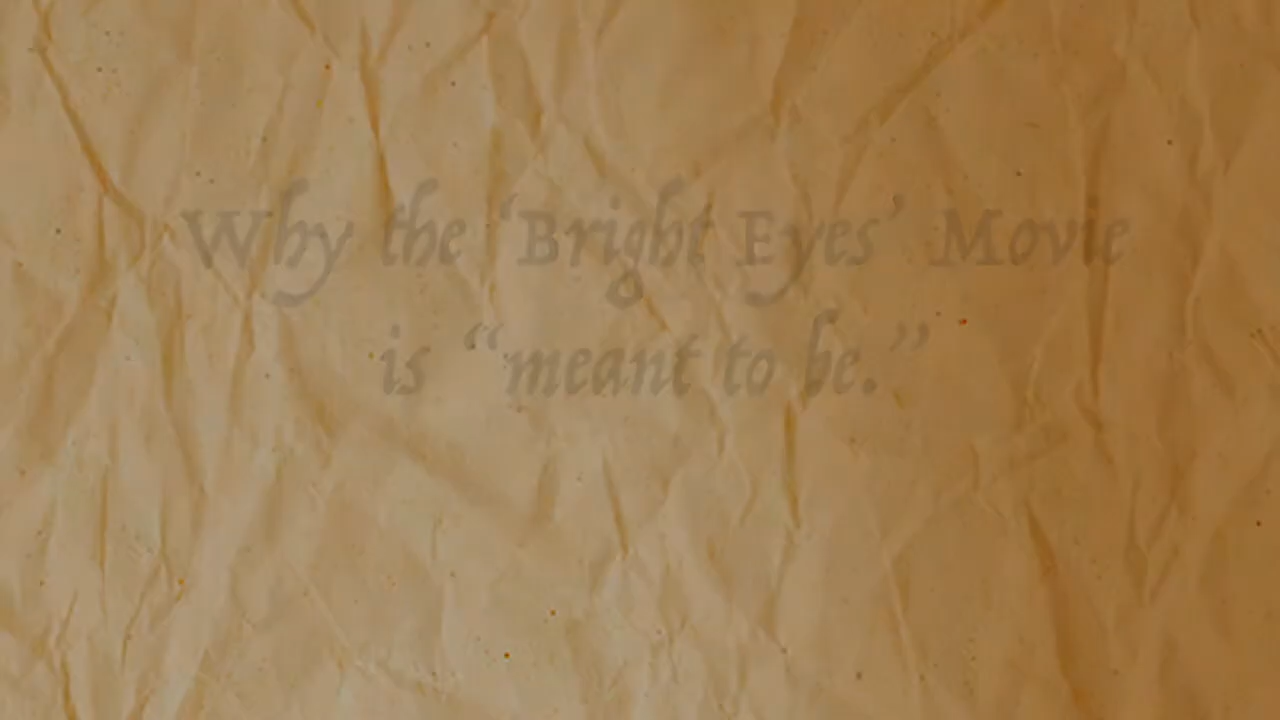 Why the ‘Bright Eyes’ Movie
is “meant to be.”